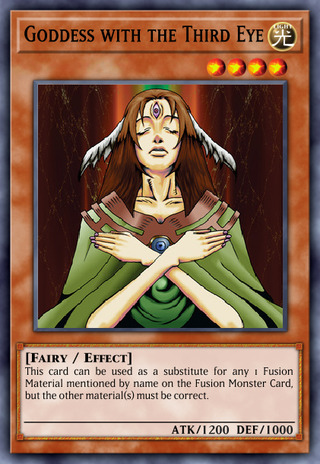 Goddess with the Third Eye
LIGHT
光
[Fairy / Effect]
This card can be used as a substitute for any 1 Fusion
Material mentioned by name on the Fusion Monster Card,
but the other material(s) must be correct.
ATK/1200 DEF/1000